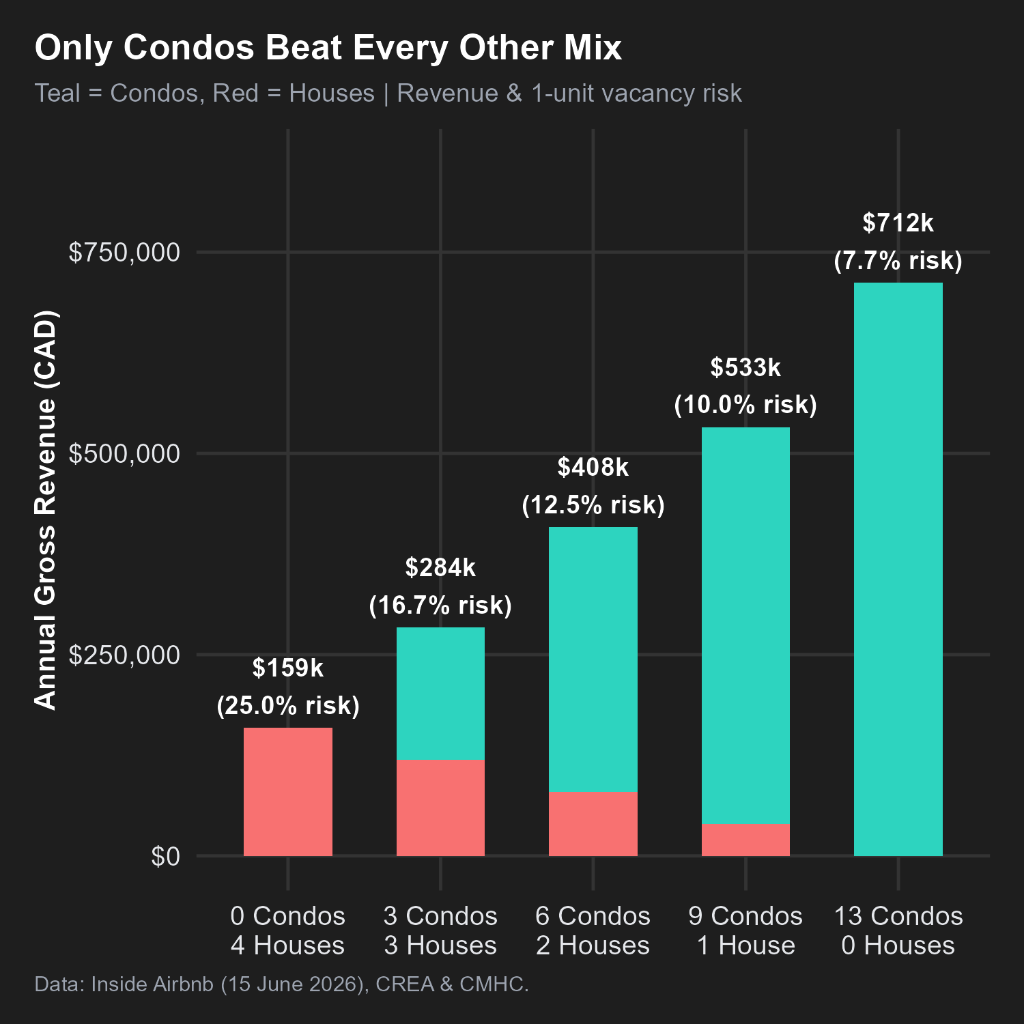 Only Condos Beat Every Other Mix
Teal = Condos, Red = Houses | Revenue & 1-unit vacancy risk
Annual Gross Revenue (CAD)
$750,000
$500,000
$250,000
$0
$159k
(25.0% risk)
$284k
(16.7% risk)
$408k
(12.5% risk)
$533k
(10.0% risk)
$712k
(7.7% risk)
0 Condos
4 Houses
3 Condos
3 Houses
6 Condos
2 Houses
9 Condos
1 House
13 Condos
0 Houses
Data: Inside Airbnb (15 June 2026), CREA & CMHC.